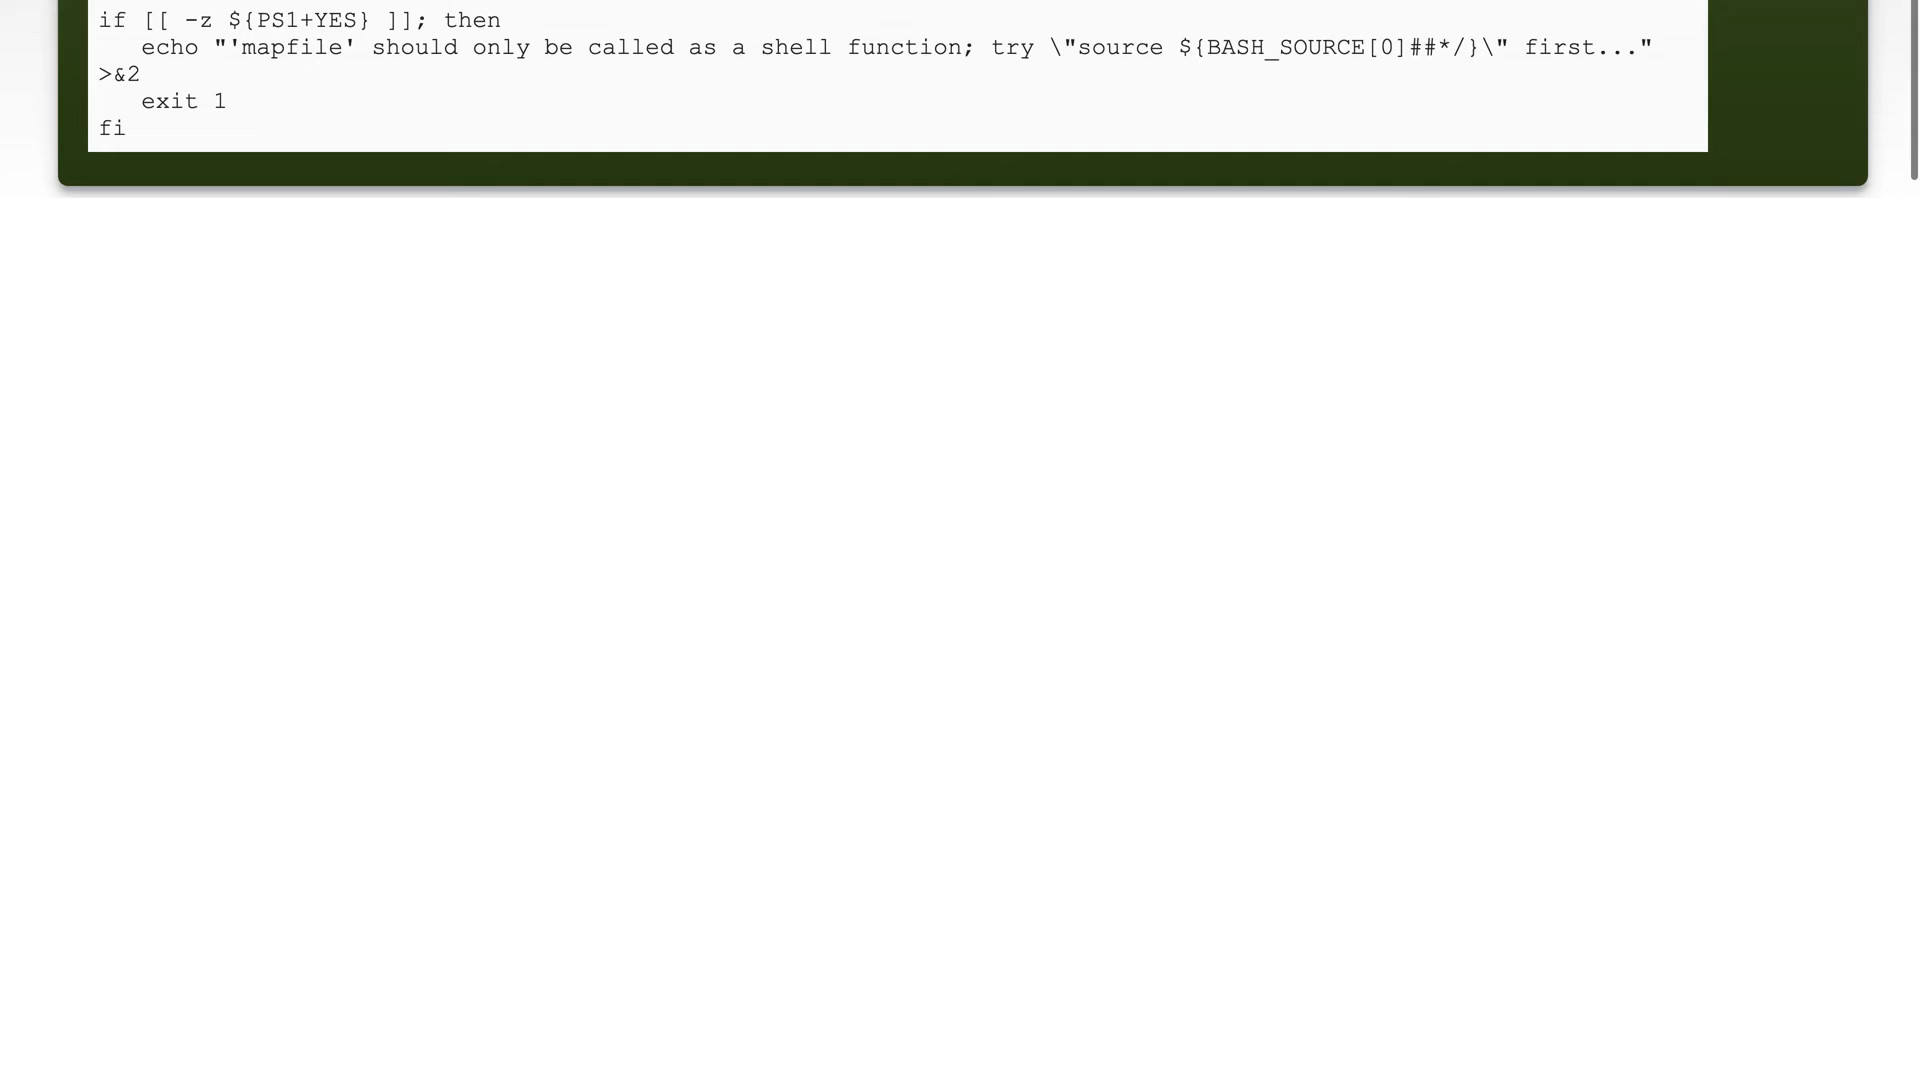 if [[ -z ${PS1+YES} ]]; then
   echo "'mapfile' should only be called as a shell function; try \"source ${BASH_SOURCE[0]##*/}\" first..."
>&2
   exit 1
fi